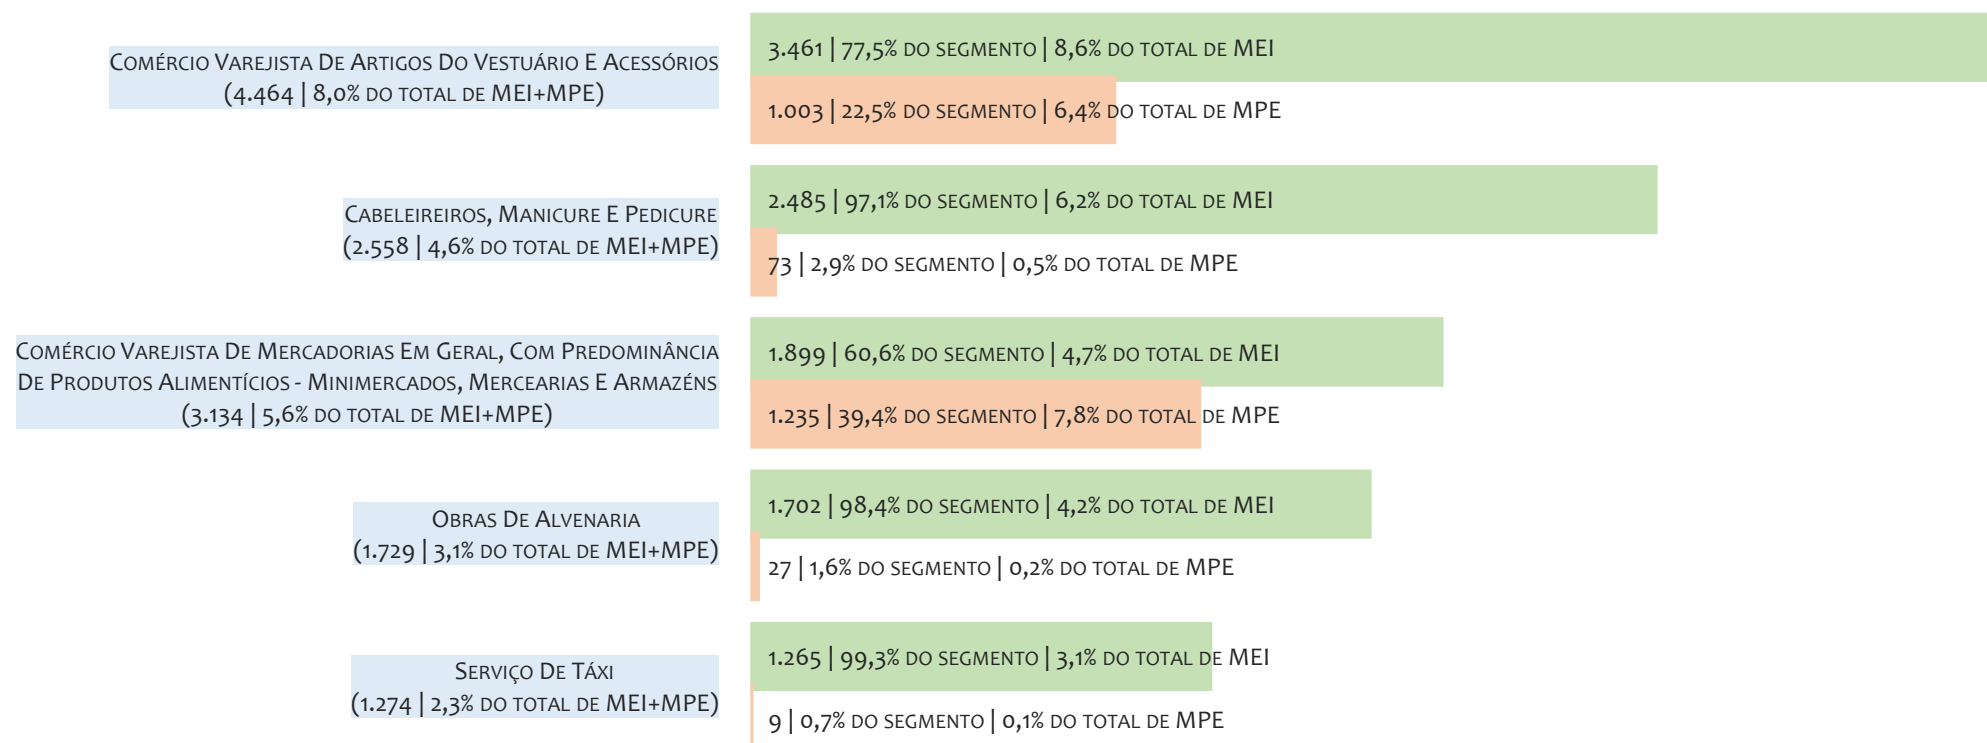 Comércio Varejista De Artigos Do Vestuário E Acessórios
(4.464 | 8,0% do total de MEI+MPE)
3.461 | 77,5% do segmento | 8,6% do total de MEI
1.003 | 22,5% do segmento | 6,4% do total de MPE
Cabeleireiros, Manicure E Pedicure
(2.558 | 4,6% do total de MEI+MPE)
2.485 | 97,1% do segmento | 6,2% do total de MEI
73 | 2,9% do segmento | 0,5% do total de MPE
Comércio Varejista De Mercadorias Em Geral, Com Predominância
De Produtos Alimentícios - Minimercados, Mercearias E Armazéns
(3.134 | 5,6% do total de MEI+MPE)
1.899 | 60,6% do segmento | 4,7% do total de MEI
1.235 | 39,4% do segmento | 7,8% do total de MPE
Obras De Alvenaria
(1.729 | 3,1% do total de MEI+MPE)
1.702 | 98,4% do segmento | 4,2% do total de MEI
27 | 1,6% do segmento | 0,2% do total de MPE
Serviço De Táxi
(1.274 | 2,3% do total de MEI+MPE)
1.265 | 99,3% do segmento | 3,1% do total de MEI
9 | 0,7% do segmento | 0,1% do total de MPE